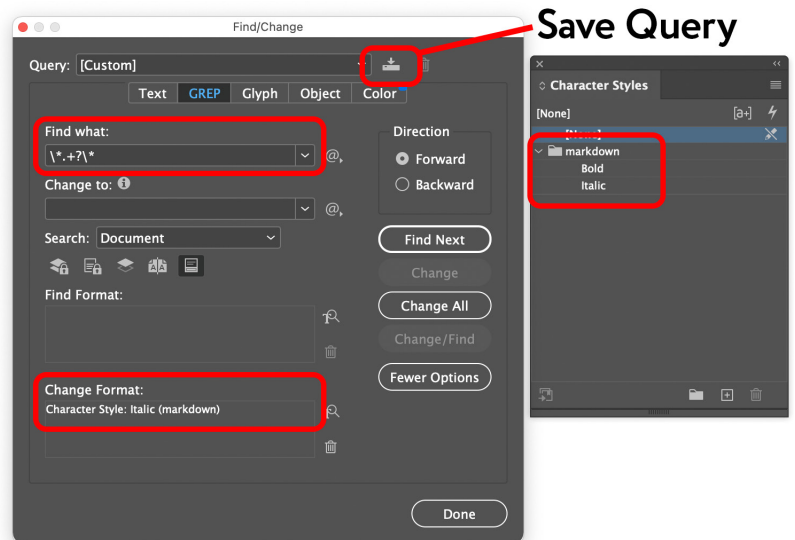 Save Query
Find/Change
Query: [Custom]
Text GREP Glyph Object Color
Find what:
\*.+?\*
@,
Change to:
@,
Search: Document
Find Format:
Change Format:
Character Style: Italic (markdown)
Direction
Forward
Backward
Find Next
Change
Change All
Change/Find
Fewer Options
Done
Character Styles
[None]
[a+]
[None]
markdown
Bold
Italic